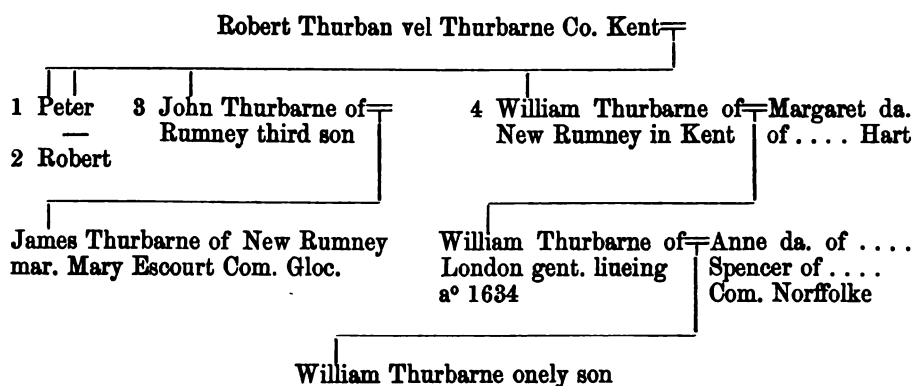 Robert Thurban vel Thurbarne Co. Kent
1 Peter
2 Robert
3 John Thurbarne of
Rumney third son
4 William Thurbarne of
New Rumney in Kent
Margaret da.
of .... Hart
James Thurbarne of New Rumney
mar. Mary Escourt Com. Gloc.
William Thurbarne of
London gent. liueing
aº 1634
Anne da. of ....
Spencer of ....
Com. Norffolke
William Thurbarne onely son